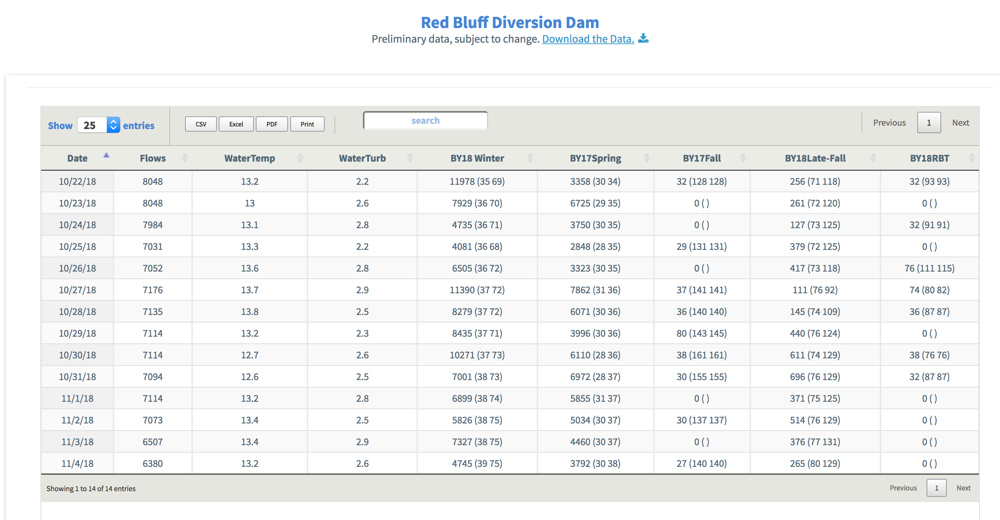 Red Bluff Diversion Dam
Preliminary data, subject to change. Download the Data.
Show 25 entries CSV Excel PDF Print search Previous 1 Next
Date Flows WaterTemp WaterTurb BY18 Winter BY17Spring BY17Fall BY18Late-Fall BY18RBT
10/22/18 8048 13.2 2.2 11978 (35 69) 3358 (30 34) 32 (128 128) 256 (71 118) 32 (93 93)
10/23/18 8048 13 2.6 7929 (36 70) 6725 (29 35) 0 ( ) 261 (72 120) 0 ( )
10/24/18 7984 13.1 2.8 4735 (36 71) 3750 (30 35) 0 ( ) 127 (73 125) 32 (91 91)
10/25/18 7031 13.3 2.2 4081 (36 68) 2848 (28 35) 29 (131 131) 379 (72 125) 0 ( )
10/26/18 7052 13.6 2.8 6505 (36 72) 3323 (30 35) 0 ( ) 417 (73 118) 76 (111 115)
10/27/18 7176 13.7 2.9 11390 (37 72) 7862 (31 36) 37 (141 141) 111 (76 92) 74 (80 82)
10/28/18 7135 13.8 2.5 8279 (37 72) 6071 (30 36) 36 (140 140) 145 (74 109) 36 (87 87)
10/29/18 7114 13.2 2.3 8435 (37 71) 3996 (30 36) 80 (143 145) 440 (76 124) 0 ( )
10/30/18 7114 12.7 2.6 10271 (37 73) 6110 (28 36) 38 (161 161) 611 (74 129) 38 (76 76)
10/31/18 7094 12.6 2.5 7001 (38 73) 6972 (28 37) 30 (155 155) 696 (76 129) 32 (87 87)
11/1/18 7114 13.2 2.8 6899 (38 74) 5855 (31 37) 0 ( ) 371 (75 125) 0 ( )
11/2/18 7073 13.4 2.5 5826 (38 75) 5034 (30 37) 30 (137 137) 514 (76 129) 0 ( )
11/3/18 6507 13.4 2.9 7327 (38 75) 4460 (30 37) 0 ( ) 376 (77 131) 0 ( )
11/4/18 6380 13.2 2.6 4745 (39 75) 3792 (30 38) 27 (140 140) 265 (80 129) 0 ( )
Showing 1 to 14 of 14 entries Previous 1 Next